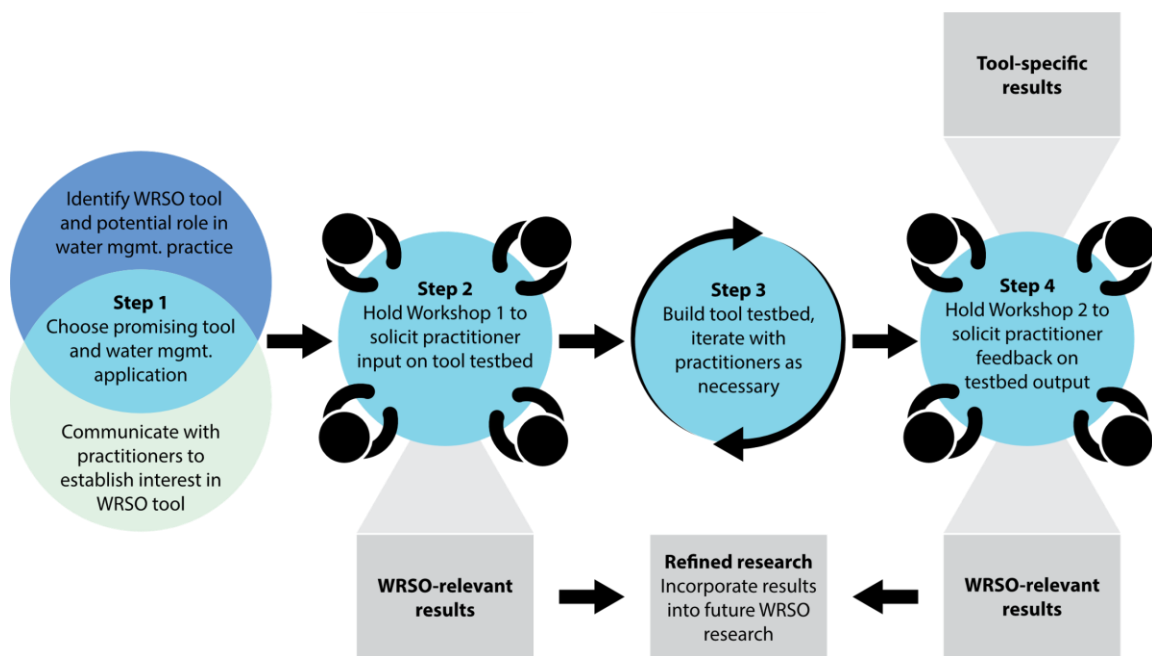 Identify WRSO tool
and potential role in
water mgmt. practice
Step 1
Choose promising tool
and water mgmt.
application
Communicate with
practitioners to
establish interest in
WRSO tool
Step 2
Hold Workshop 1 to
solicit practitioner
input on tool testbed
Step 3
Build tool testbed,
iterate with
practitioners as
necessary
Tool-specific
results
Step 4
Hold Workshop 2 to
solicit practitioner
feedback on
testbed output
WRSO-relevant
results
Refined research
Incorporate results
into future WRSO
research
WRSO-relevant
results